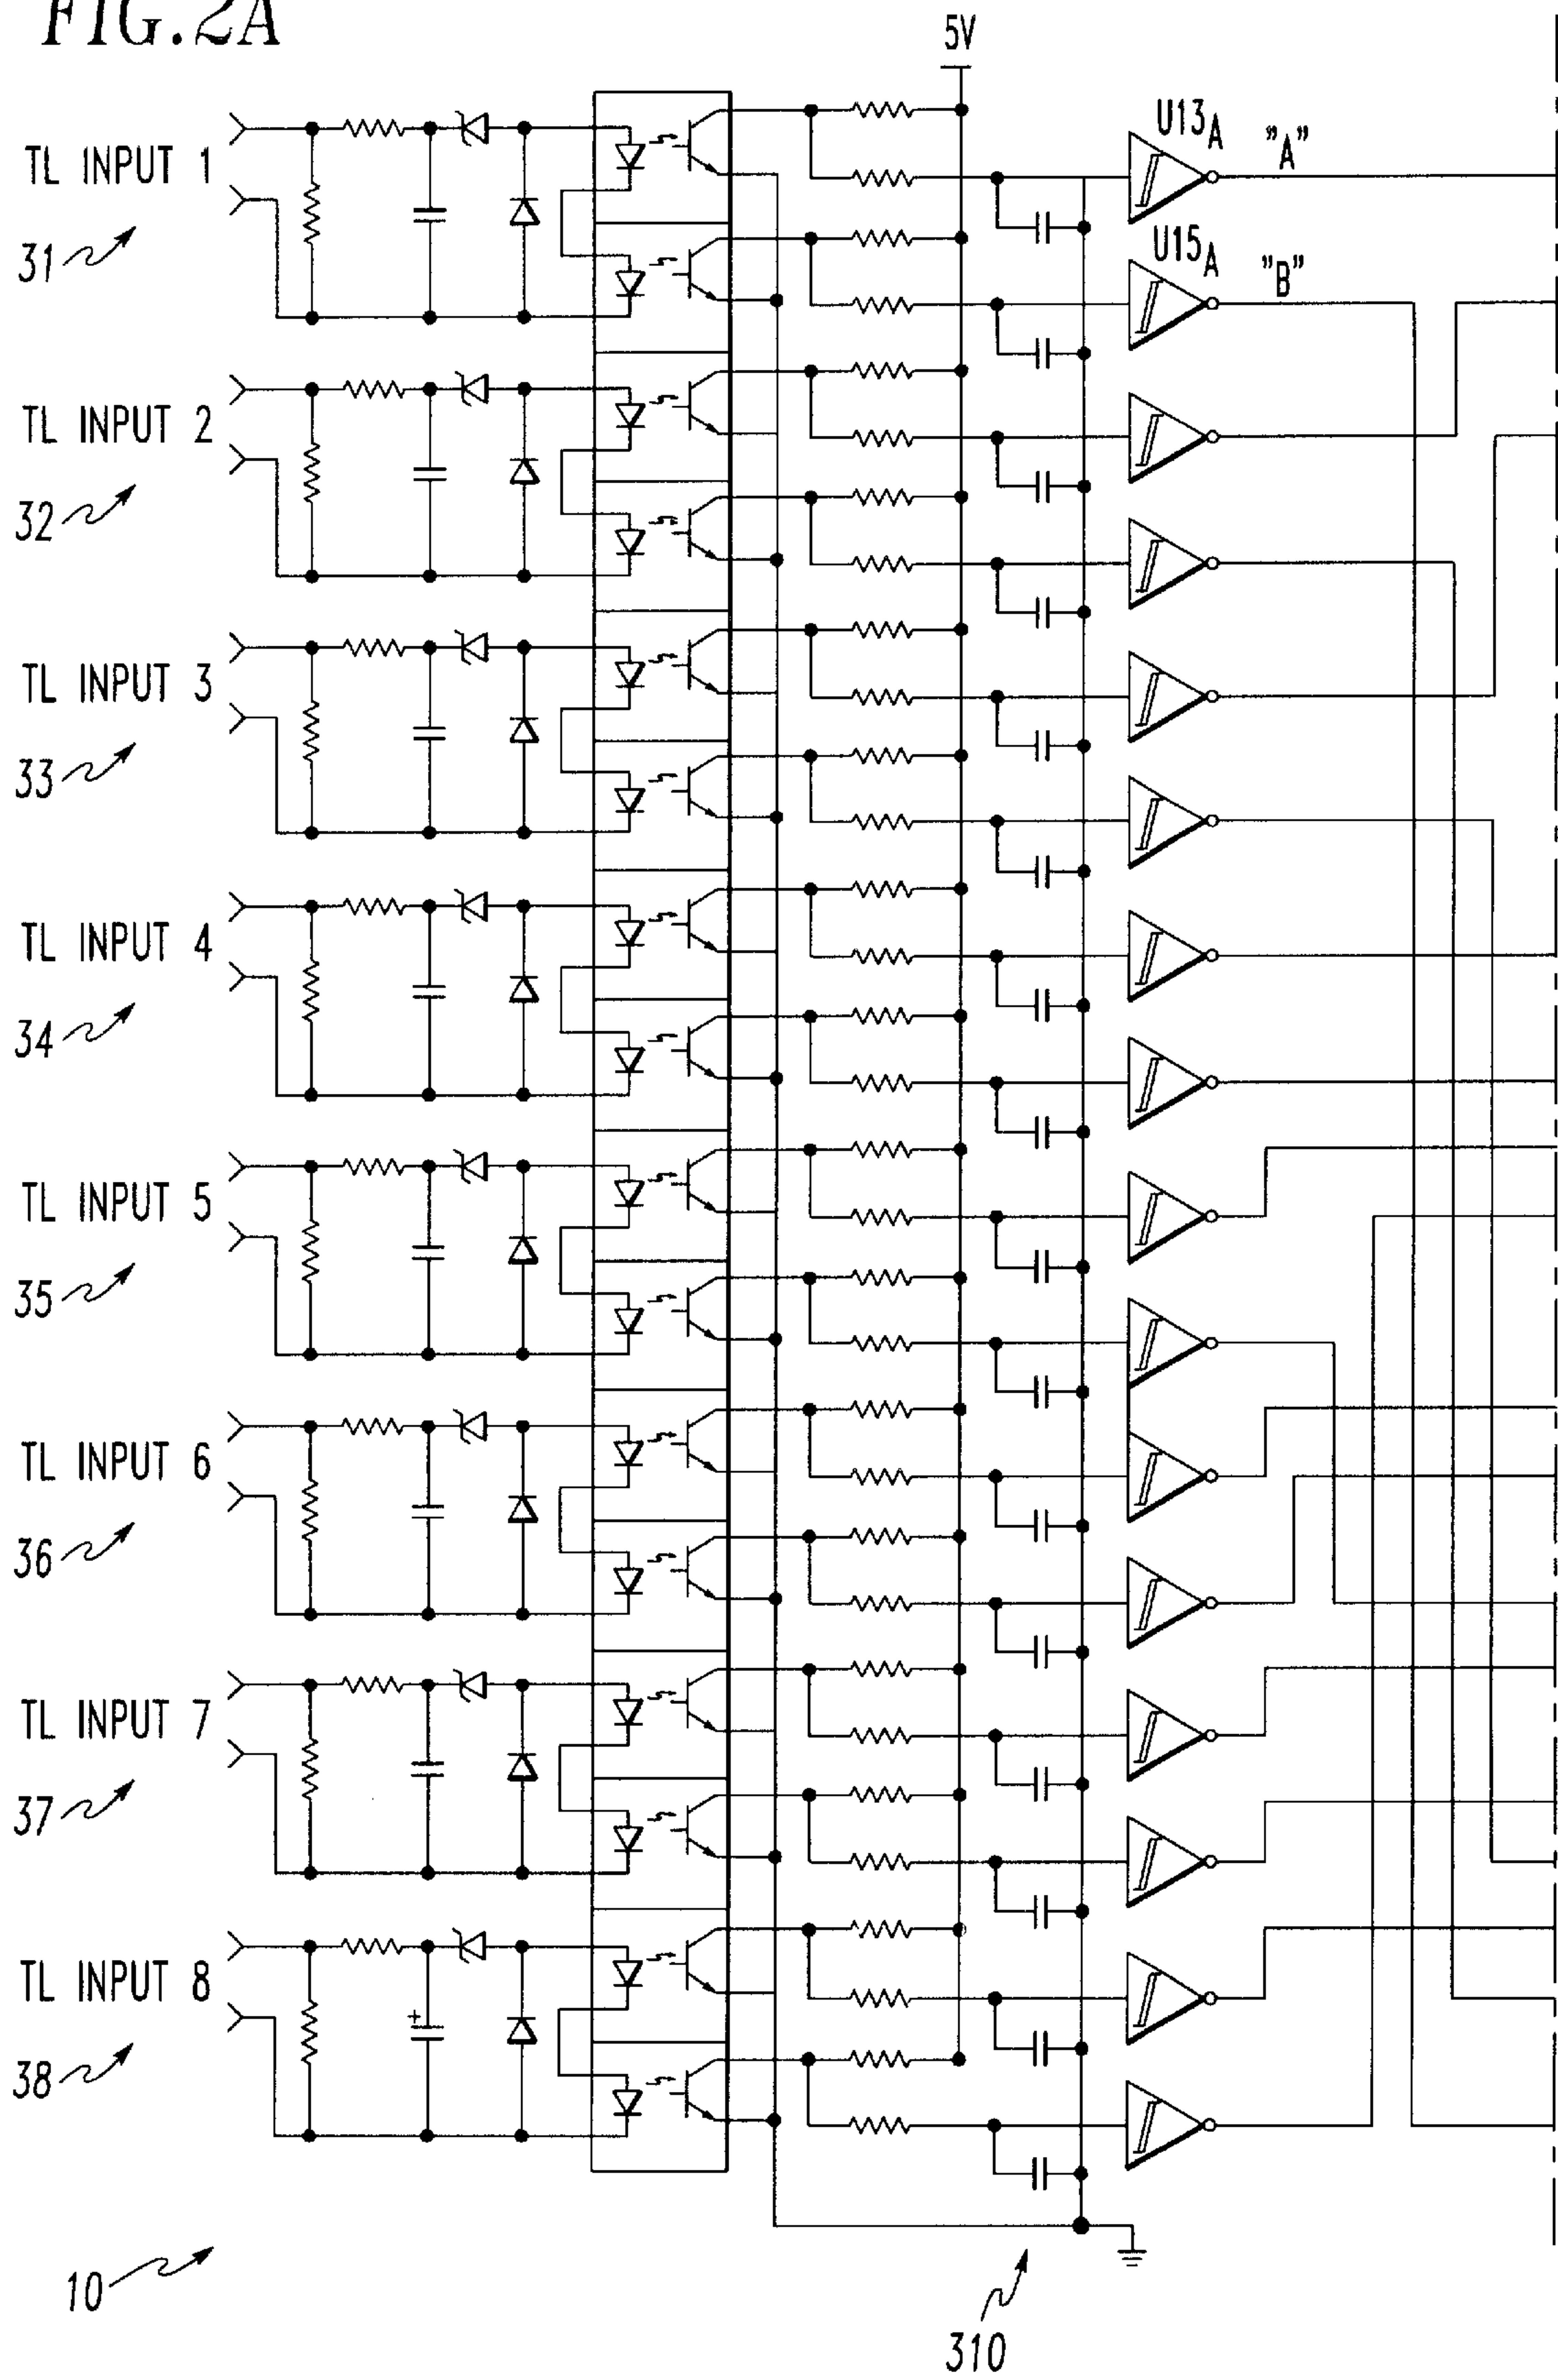 FIG.2A
5V
U13A "A"
TL INPUT 1
31
U15A "B"
TL INPUT 2
32
TL INPUT 3
33
TL INPUT 4
34
TL INPUT 5
35
TL INPUT 6
36
TL INPUT 7
37
TL INPUT 8
+
38
10
310